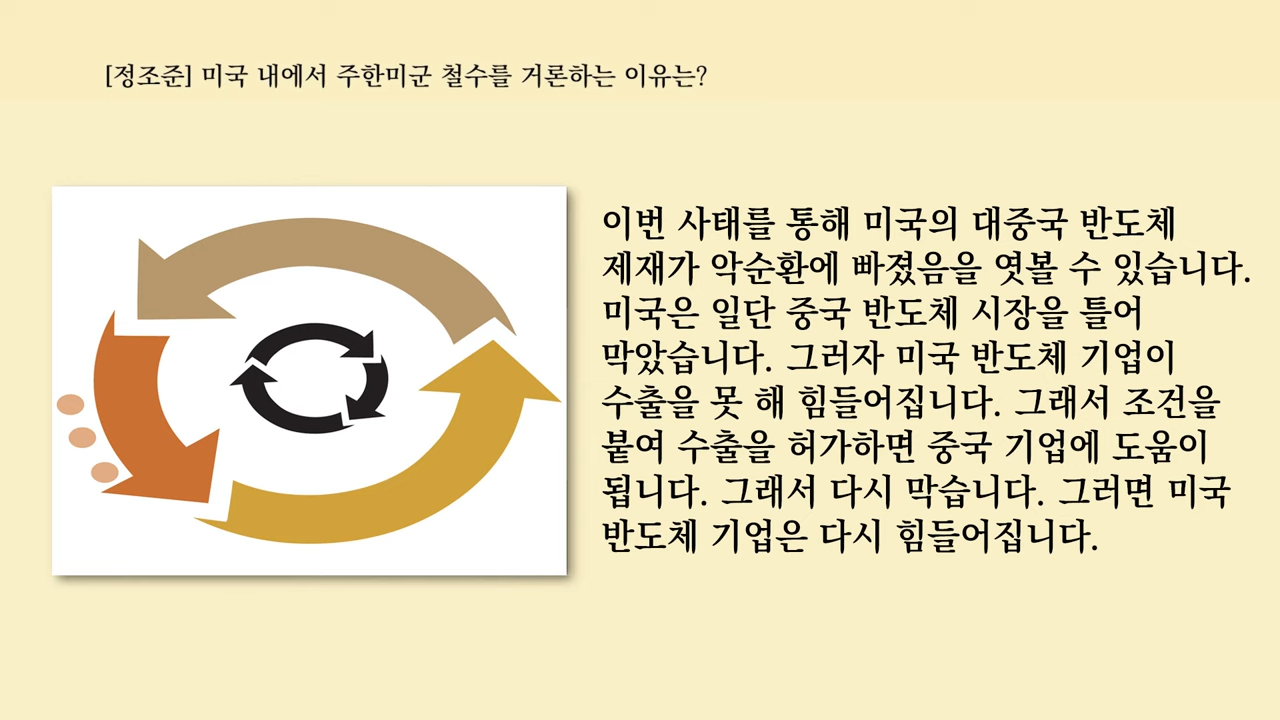 [정조준] 미국 내에서 주한미군 철수를 거론하는 이유는?
이번 사태를 통해 미국의 대중국 반도체
제재가 악순환에 빠졌음을 엿볼 수 있습니다.
미국은 일단 중국 반도체 시장을 틀어
막았습니다. 그러자 미국 반도체 기업이
수출을 못 해 힘들어집니다. 그래서 조건을
붙여 수출을 허가하면 중국 기업에 도움이
됩니다. 그래서 다시 막습니다. 그러면 미국
반도체 기업은 다시 힘들어집니다.